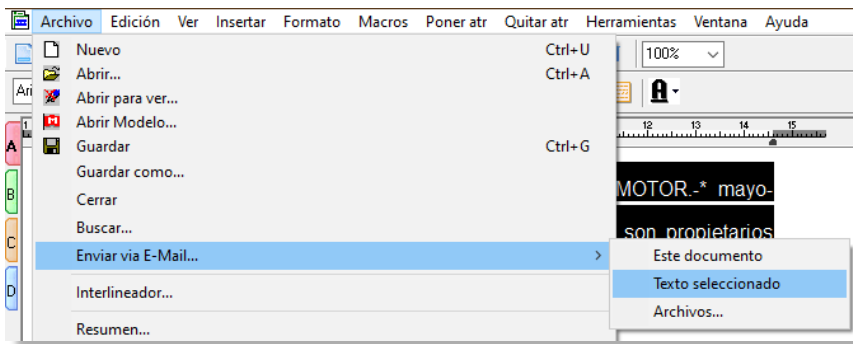 Archivo Edición Ver Insertar Formato Macros Poner atr Quitar atr Herramientas Ventana Ayuda
Nuevo Ctrl+U
Abrir... Ctrl+A
Abrir para ver...
Abrir Modelo...
Guardar Ctrl+G
Guardar como...
Cerrar
Buscar...
Enviar via E-Mail...
Interlineador...
Resumen...
100%
Ari
A
12 13 14 15
A
B
C
D
MOTOR.-* mayo-
son propietarios
Este documento
Texto seleccionado
Archivos...